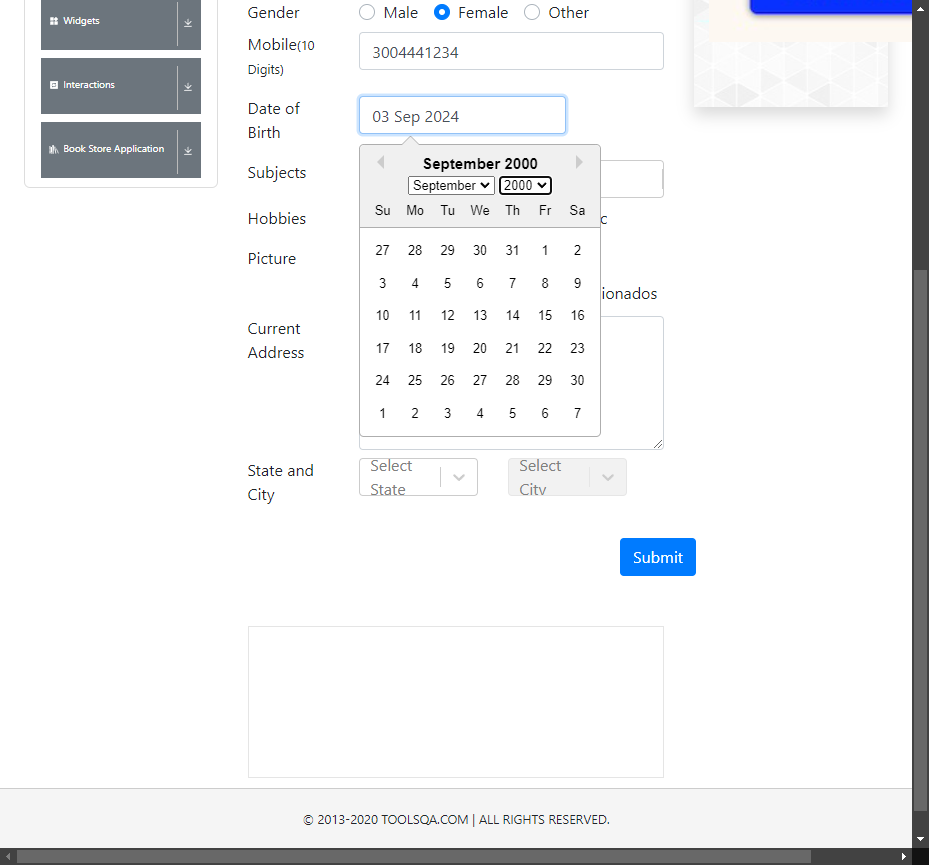 Widgets
Interactions
Book Store Application
Gender
Male
Female
Other
Mobile(10
Digits)
3004441234
Date of
Birth
03 Sep 2024
September 2000
September
2000
Su Mo Tu We Th Fr Sa
27 28 29 30 31 1 2
3 4 5 6 7 8 9
10 11 12 13 14 15 16
17 18 19 20 21 22 23
24 25 26 27 28 29 30
1 2 3 4 5 6 7
Subjects
Hobbies
c
Picture
ionados
Current
Address
State and
City
Select
State
Select
City
Submit
© 2013-2020 TOOLSQA.COM | ALL RIGHTS RESERVED.